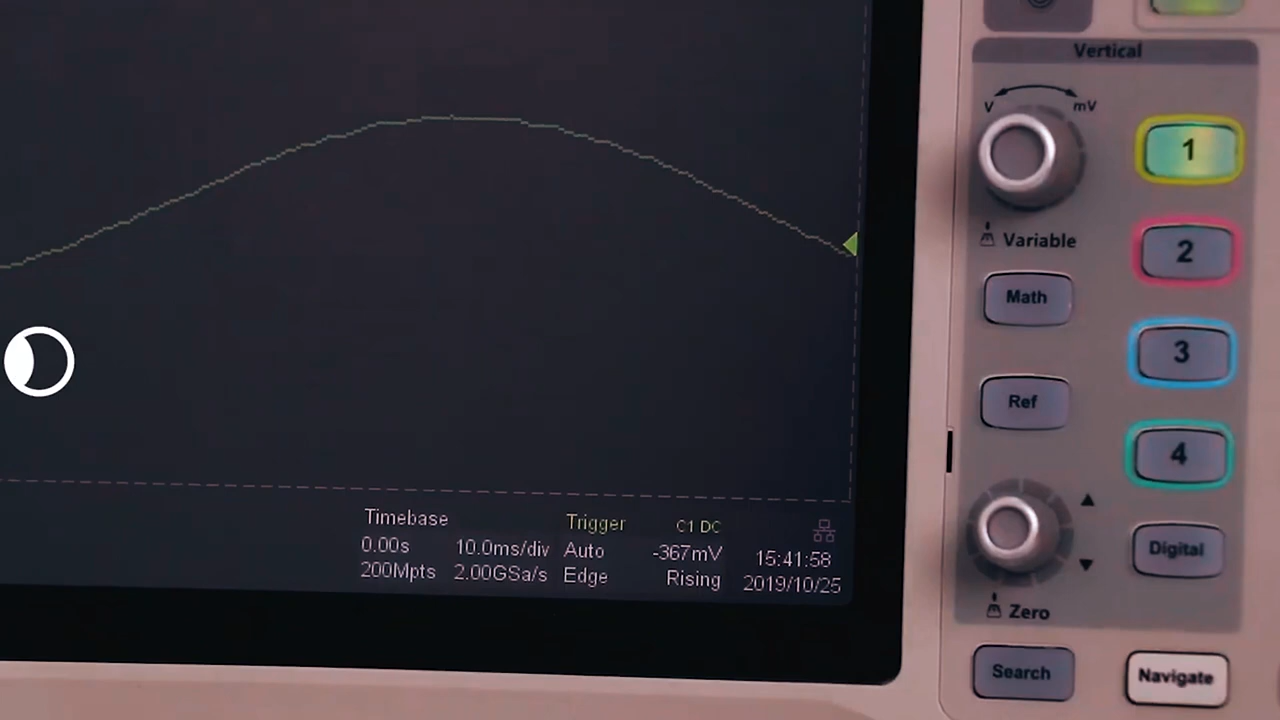 Vertical
V
mV
1
Variable
2
Math
3
Ref
4
Digital
Zero
Search
Navigate
Timebase
0.00s 10.0ms/div
200Mpts 2.00GSa/s
Trigger C1 DC
Auto -367mV
Edge Rising
15:41:58
2019/10/25